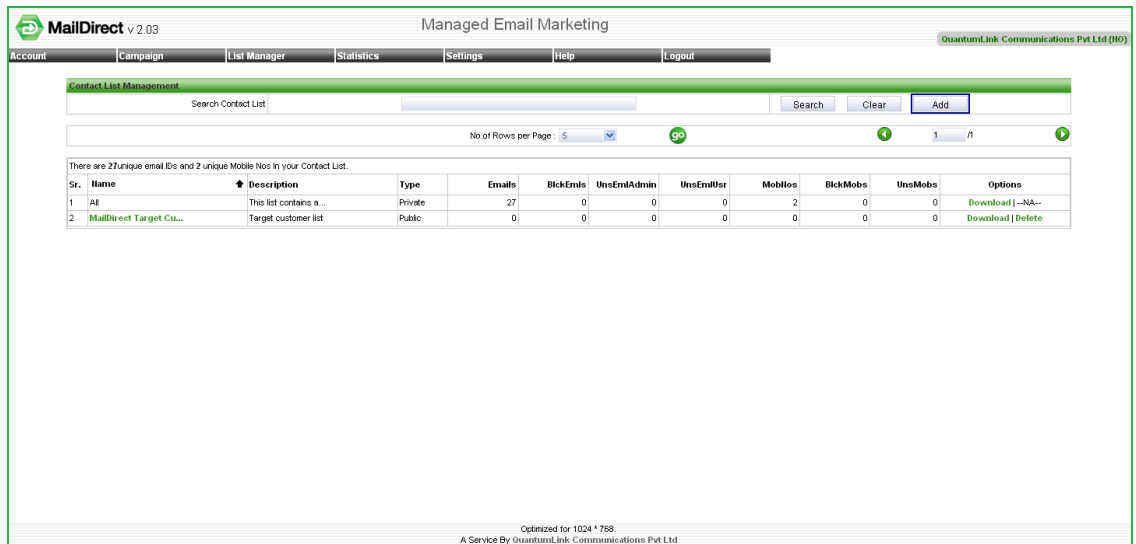 MailDirect v 2.03
Managed Email Marketing
QuantumLink Communications Pvt Ltd (HO)
Account Campaign List Manager Statistics Settings Help Logout
Contact List Management
Search Contact List Search Clear Add
No.of Rows per Page : 5 go 1 /1
There are 27unique email IDs and 2 unique Mobile Nos In your Contact List.
Sr. Name Description Type Emails BlckEmls UnsEmlAdmin UnsEmlUsr MobNos BlckMobs UnsMobs Options
1 All This list contains a... Private 27 0 0 0 2 0 0 Download | --NA--
2 MailDirect Target Cu... Target customer list Public 0 0 0 0 0 0 0 Download | Delete
Optimized for 1024 * 768.
A Service By QuantumLink Communications Pvt Ltd